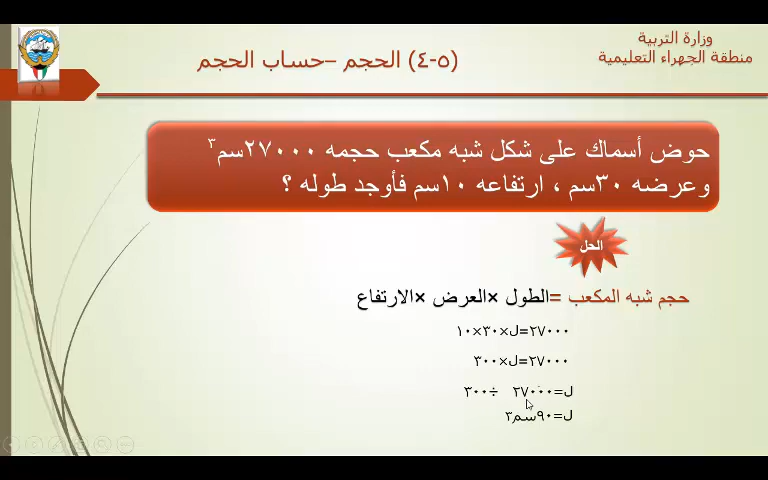 وزارة التربية
منطقة الجهراء التعليمية
(٥-٤) الحجم –حساب الحجم
حوض أسماك على شكل شبه مكعب حجمه ٢٧٠٠٠سم٣
وعرضه ٣٠سم ، ارتفاعه ١٠سم فأوجد طوله ؟
الحل
حجم شبه المكعب =الطول ×العرض ×الارتفاع
٢٧٠٠٠=ل×٣٠×١٠
٢٧٠٠٠=ل×٣٠٠
ل=٢٧٠٠٠ ÷ ٣٠٠
ل=٩٠سم٣